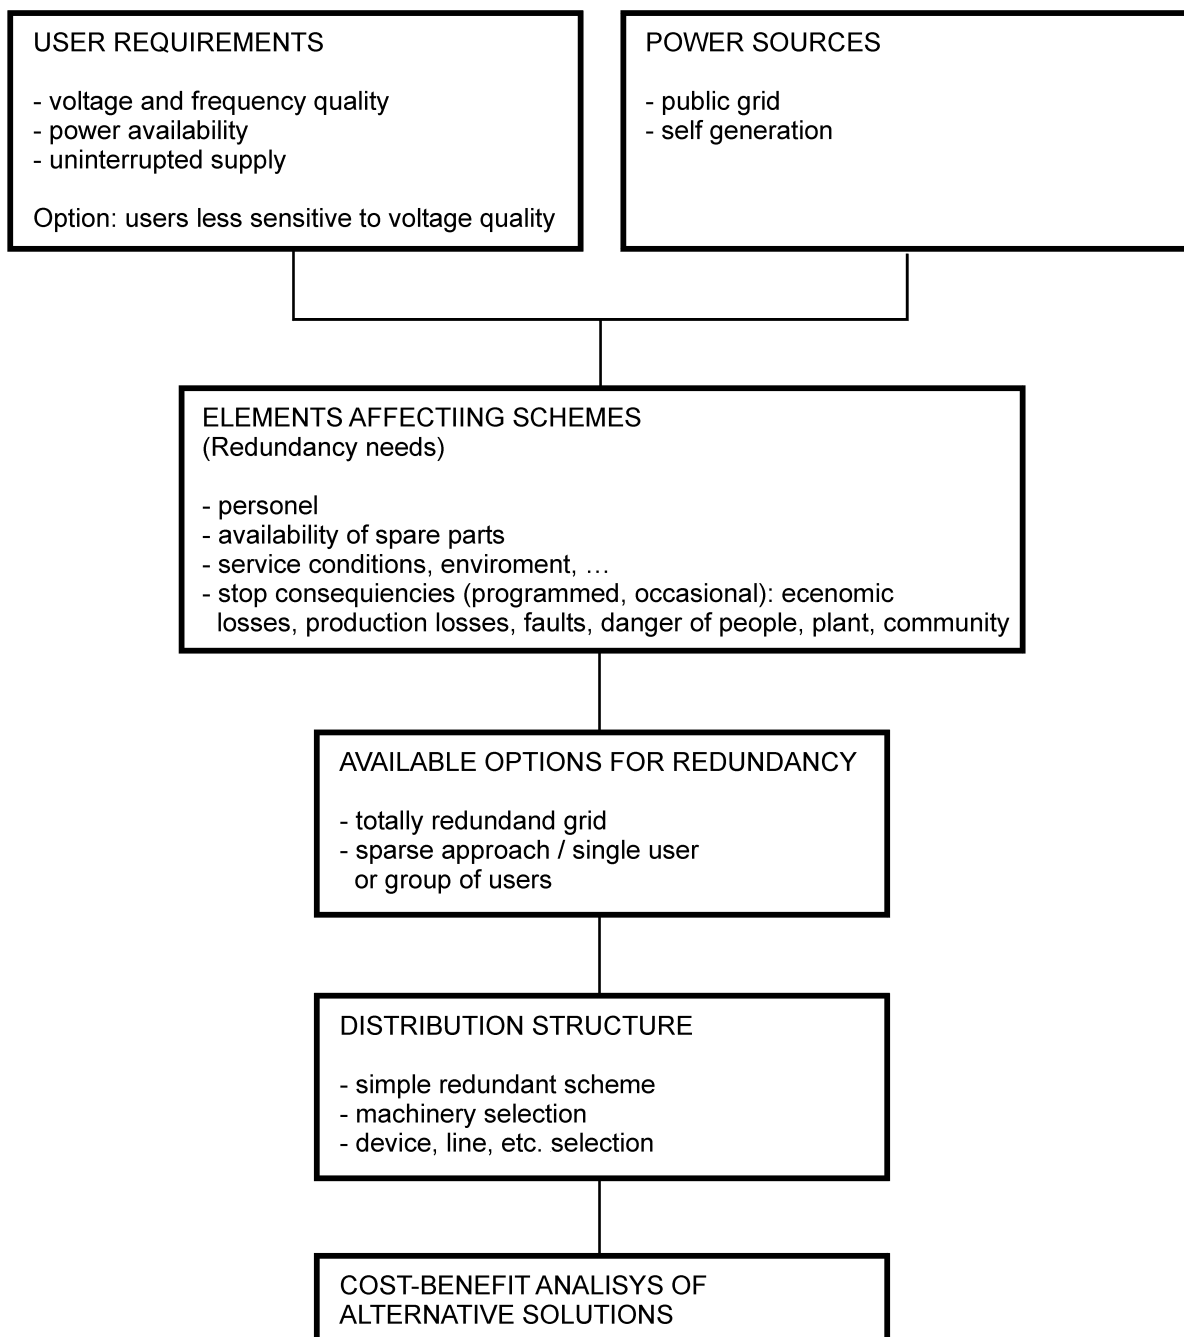 USER REQUIREMENTS
- voltage and frequency quality
- power availability
- uninterrupted supply
Option: users less sensitive to voltage quality
POWER SOURCES
- public grid
- self generation
ELEMENTS AFFECTIING SCHEMES
(Redundancy needs)
- personel
- availability of spare parts
- service conditions, enviroment, …
- stop consequiencies (programmed, occasional): ecenomic
losses, production losses, faults, danger of people, plant, community
AVAILABLE OPTIONS FOR REDUNDANCY
- totally redundand grid
- sparse approach / single user
or group of users
DISTRIBUTION STRUCTURE
- simple redundant scheme
- machinery selection
- device, line, etc. selection
COST-BENEFIT ANALISYS OF
ALTERNATIVE SOLUTIONS